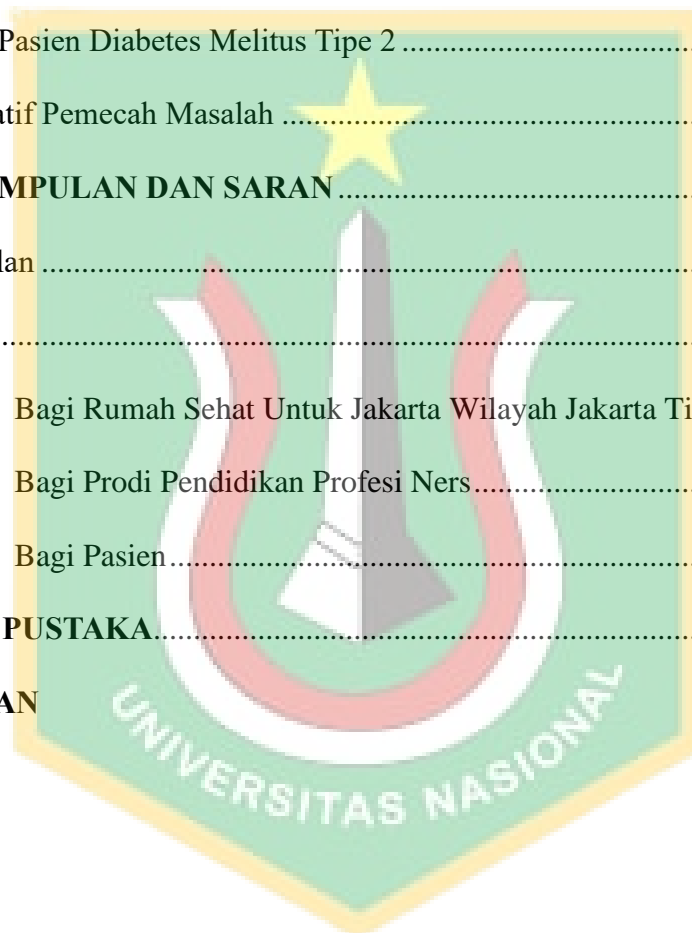 Pasien Diabetes Melitus Tipe 2 ....................................................
atif Pemecah Masalah ........................................................................
MPULAN DAN SARAN ...............................................................
lan ........................................................................................................
............................................................................................................
Bagi Rumah Sehat Untuk Jakarta Wilayah Jakarta Ti
Bagi Prodi Pendidikan Profesi Ners .......................................
Bagi Pasien .................................................................................
PUSTAKA ......................................................................................
AN
UNIVERSITAS NASIONAL